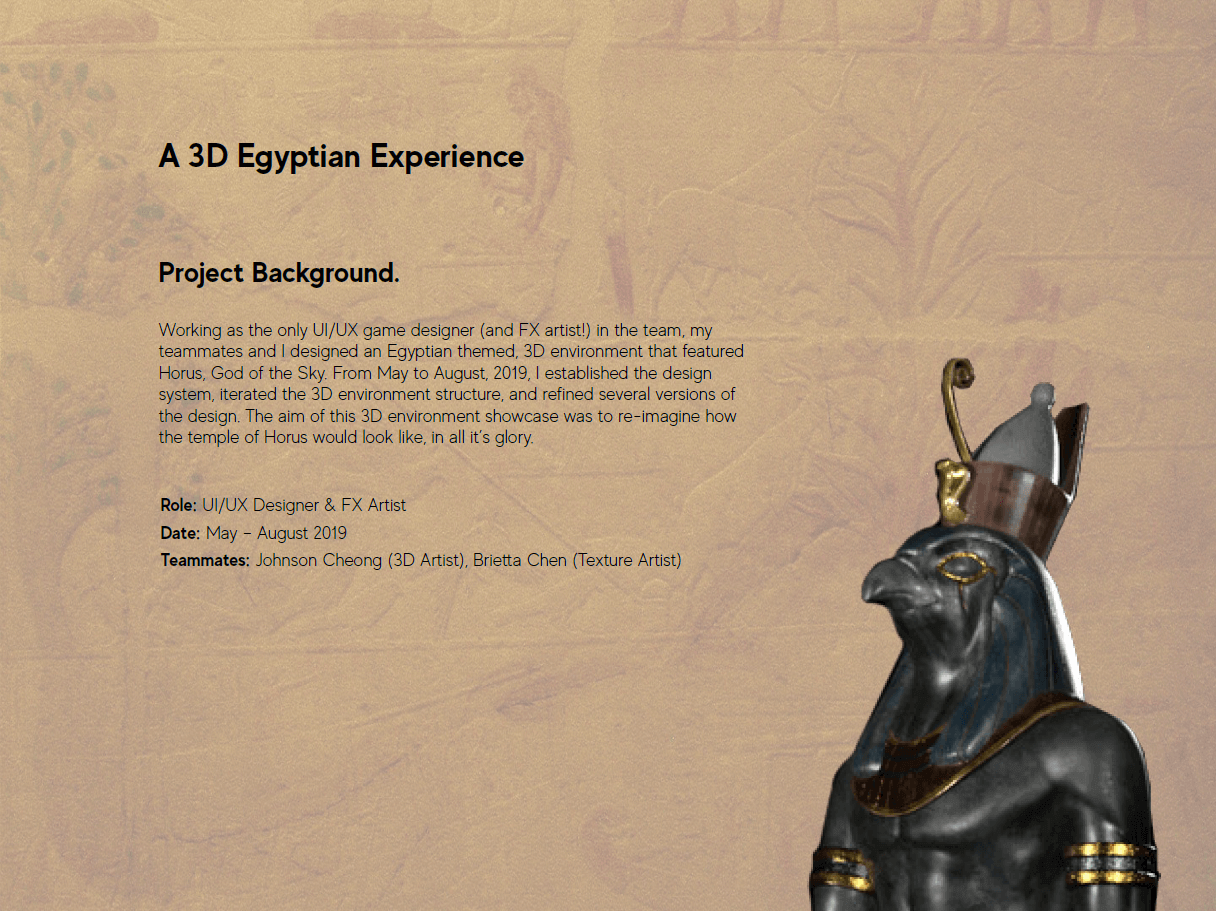 A 3D Egyptian Experience
Project Background.
Working as the only UI/UX game designer (and FX artist!) in the team, my
teammates and I designed an Egyptian themed, 3D environment that featured
Horus, God of the Sky. From May to August, 2019, I established the design
system, iterated the 3D environment structure, and refined several versions of
the design. The aim of this 3D environment showcase was to re-imagine how
the temple of Horus would look like, in all it's glory.
Role: UI/UX Designer & FX Artist
Date: May - August 2019
Teammates: Johnson Cheong (3D Artist), Brietta Chen (Texture Artist)